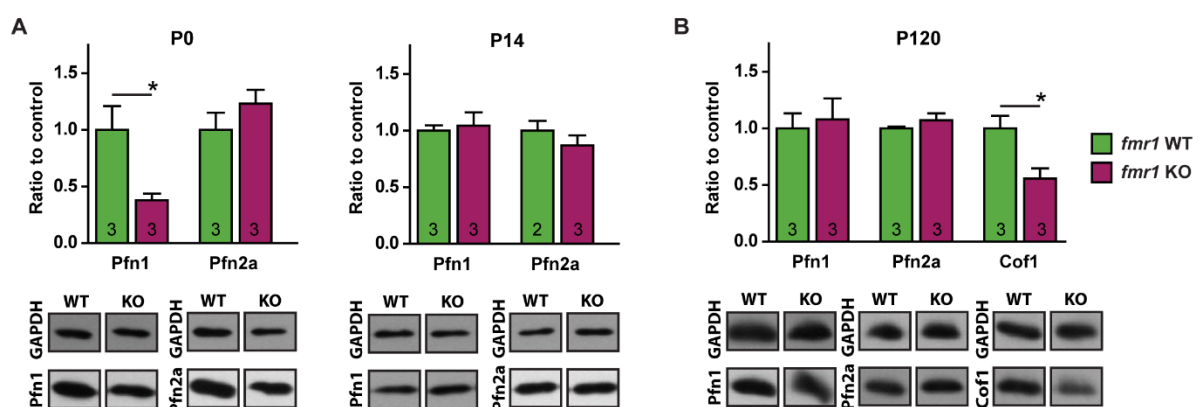 A
P0
P14
B
P120
Ratio to control
1.5
1.0
0.5
0.0
*
3
3
3
3
Pfn1
Pfn2a
Ratio to control
1.5
1.0
0.5
0.0
3
3
2
3
Pfn1
Pfn2a
Ratio to control
1.5
1.0
0.5
0.0
*
3
3
3
3
3
3
Pfn1
Pfn2a
Cof1
fmr1 WT
fmr1 KO
WT KO
GAPDH
Pfn1
WT KO
GAPDH
Pfn2a
WT KO
GAPDH
Pfn1
WT KO
GAPDH
Pfn2a
WT KO
GAPDH
Pfn1
WT KO
GAPDH
Pfn2a
WT KO
GAPDH
Cof1